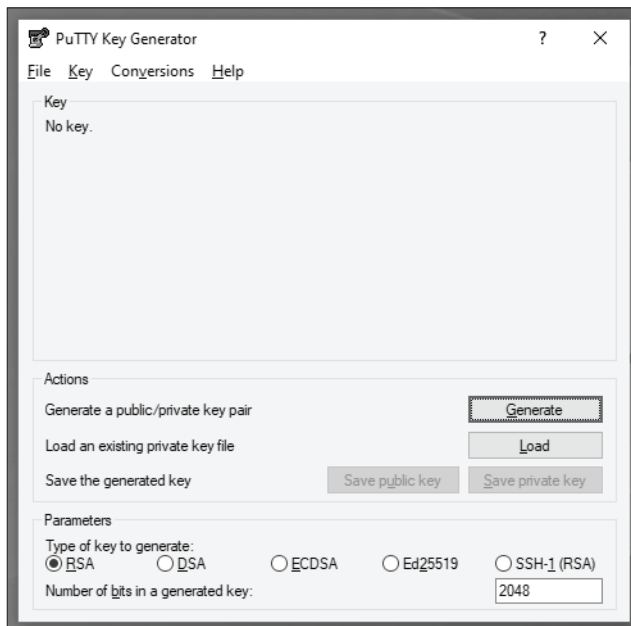 PuTTY Key Generator ? ×
File Key Conversions Help
Key
No key.
Actions
Generate a public/private key pair Generate
Load an existing private key file Load
Save the generated key Save public key Save private key
Parameters
Type of key to generate:
RSA DSA ECDSA Ed25519 SSH-1 (RSA)
Number of bits in a generated key: 2048